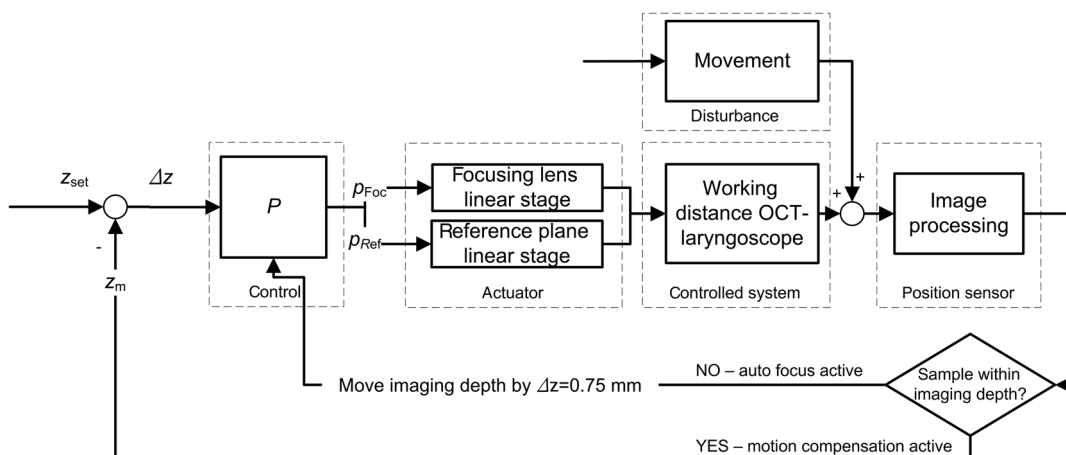 Movement
Disturbance
z_set
Δz
-
z_m
P
Control
p_Foc
p_Ref
Focusing lens
linear stage
Reference plane
linear stage
Actuator
Working
distance OCT-
laryngoscope
Controlled system
+
+
Image
processing
Position sensor
Move imaging depth by Δz=0.75 mm
NO – auto focus active
Sample within
imaging depth?
YES – motion compensation active